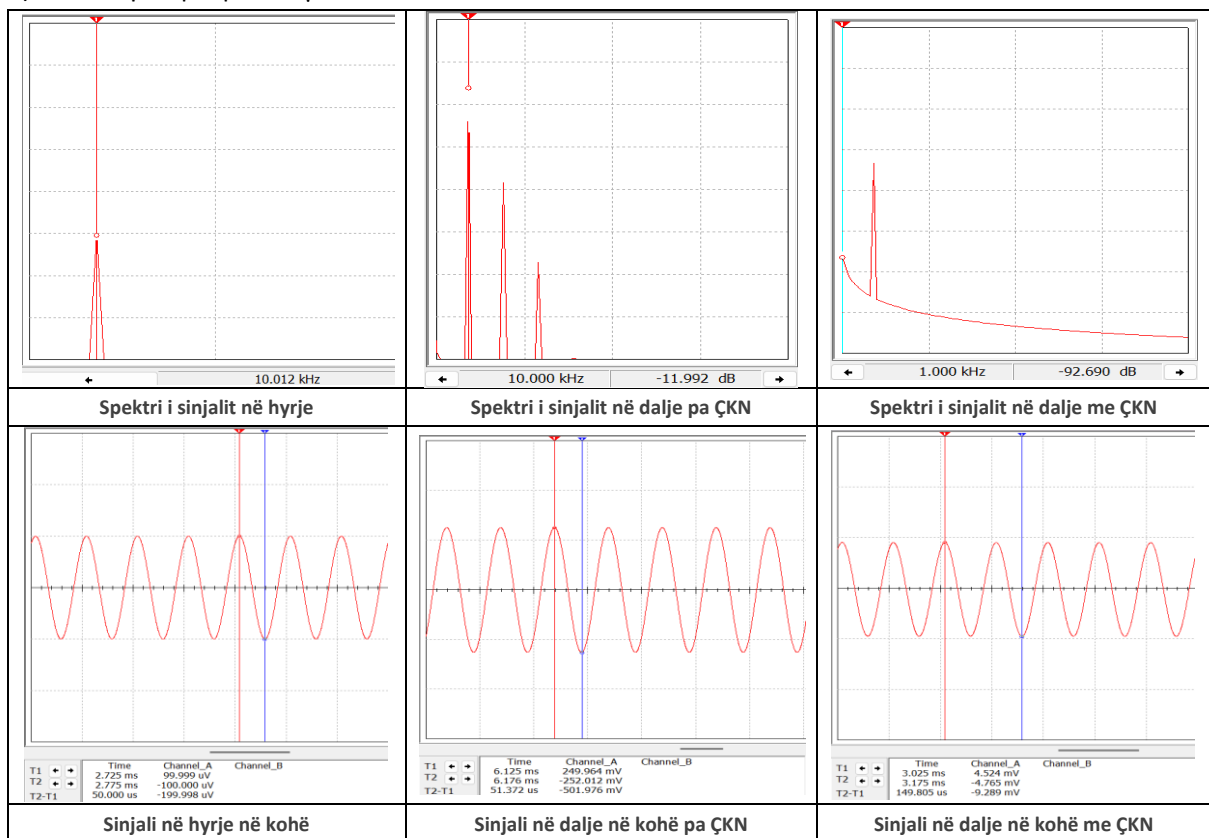 10.012 kHz
10.000 kHz -11.992 dB
1.000 kHz -92.690 dB
Spektri i sinjalit në hyrje
Spektri i sinjalit në dalje pa ÇKN
Spektri i sinjalit në dalje me ÇKN
Time Channel_A Channel_B
T1 2.725 ms 99.999 uV
T2 2.775 ms -100.000 uV
T2-T1 50.000 us -199.998 uV
Time Channel_A Channel_B
T1 6.125 ms 249.964 mV
T2 6.176 ms -252.012 mV
T2-T1 51.372 us -501.976 mV
Time Channel_A Channel_B
T1 3.025 ms 4.524 mV
T2 3.175 ms -4.765 mV
T2-T1 149.805 us -9.289 mV
Sinjali në hyrje në kohë
Sinjali në dalje në kohë pa ÇKN
Sinjali në dalje në kohë me ÇKN